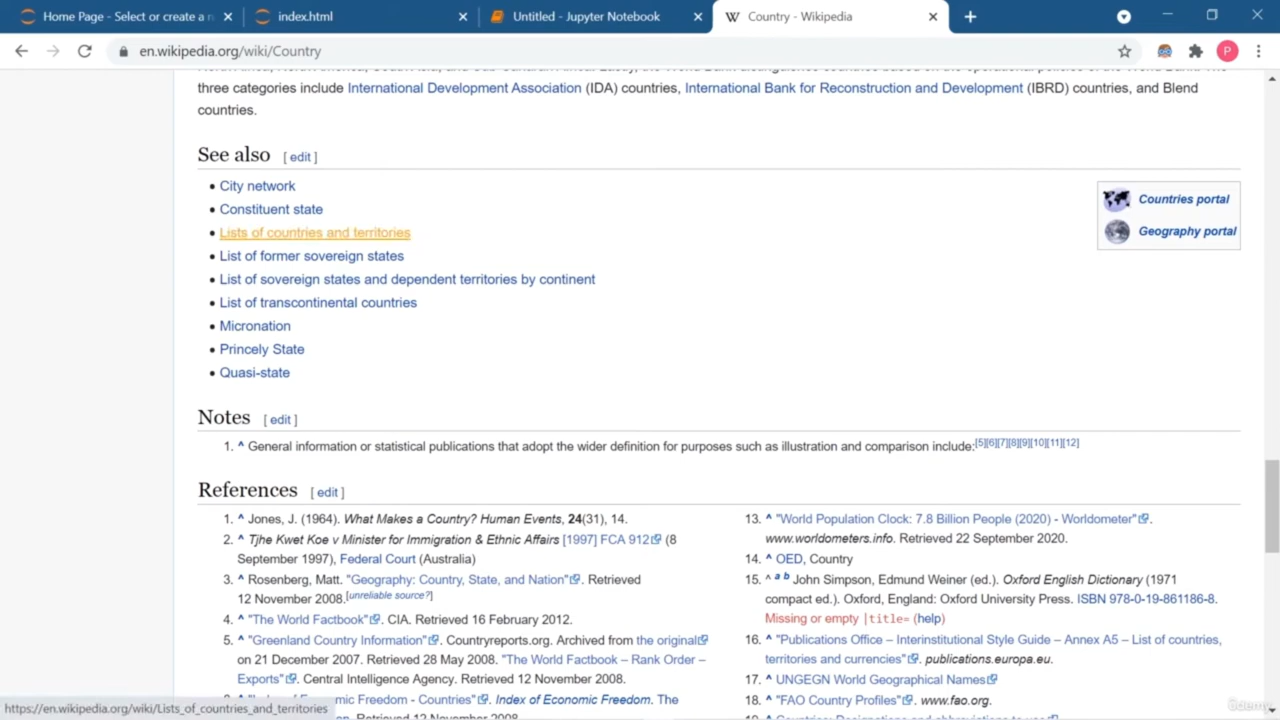 Home Page - Select or create a n
index.html
Untitled - Jupyter Notebook
Country - Wikipedia
en.wikipedia.org/wiki/Country
P
three categories include International Development Association (IDA) countries, International Bank for Reconstruction and Development (IBRD) countries, and Blend
countries.
See also [ edit ]
• City network
• Constituent state
• Lists of countries and territories
• List of former sovereign states
• List of sovereign states and dependent territories by continent
• List of transcontinental countries
• Micronation
• Princely State
• Quasi-state
Countries portal
Geography portal
Notes [ edit ]
1. ^ General information or statistical publications that adopt the wider definition for purposes such as illustration and comparison include:[5][6][7][8][9][10][11][12]
References [ edit ]
1. ^ Jones, J. (1964). What Makes a Country? Human Events, 24(31), 14.
2. ^ Tjhe Kwet Koe v Minister for Immigration & Ethnic Affairs [1997] FCA 912 (8
September 1997), Federal Court (Australia)
3. ^ Rosenberg, Matt. "Geography: Country, State, and Nation". Retrieved
12 November 2008.[unreliable source?]
4. ^ "The World Factbook". CIA. Retrieved 16 February 2012.
5. ^ "Greenland Country Information". Countryreports.org. Archived from the original
on 21 December 2007. Retrieved 28 May 2008. "The World Factbook – Rank Order –
Exports". Central Intelligence Agency. Retrieved 12 November 2008.
Freedom - Countries". Index of Economic Freedom. The
Retrieved 12 November 2008
13. ^ "World Population Clock: 7.8 Billion People (2020) - Worldometer".
www.worldometers.info. Retrieved 22 September 2020.
14. ^ OED, Country
15. ^ a b John Simpson, Edmund Weiner (ed.). Oxford English Dictionary (1971
compact ed.). Oxford, England: Oxford University Press. ISBN 978-0-19-861186-8.
Missing or empty |title= (help)
16. ^ "Publications Office – Interinstitutional Style Guide – Annex A5 – List of countries,
territories and currencies". publications.europa.eu.
17. ^ UNGEGN World Geographical Names
18. ^ "FAO Country Profiles". www.fao.org.
https://en.wikipedia.org/wiki/Lists_of_countries_and_territories
Udemy